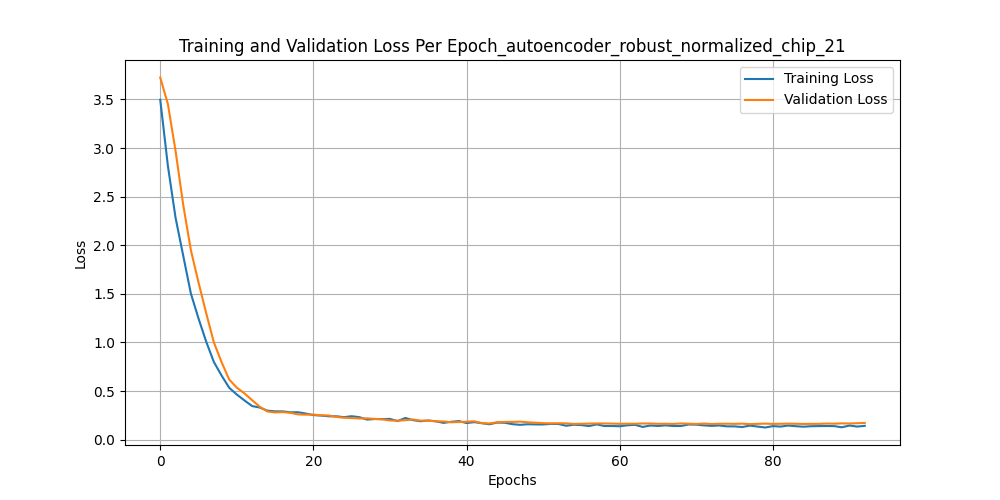 Training and Validation Loss Per Epoch_autoencoder_robust_normalized_chip_21
Training Loss
Validation Loss
3.5
3.0
2.5
2.0
1.5
1.0
0.5
0.0
Loss
0 20 40 60 80
Epochs